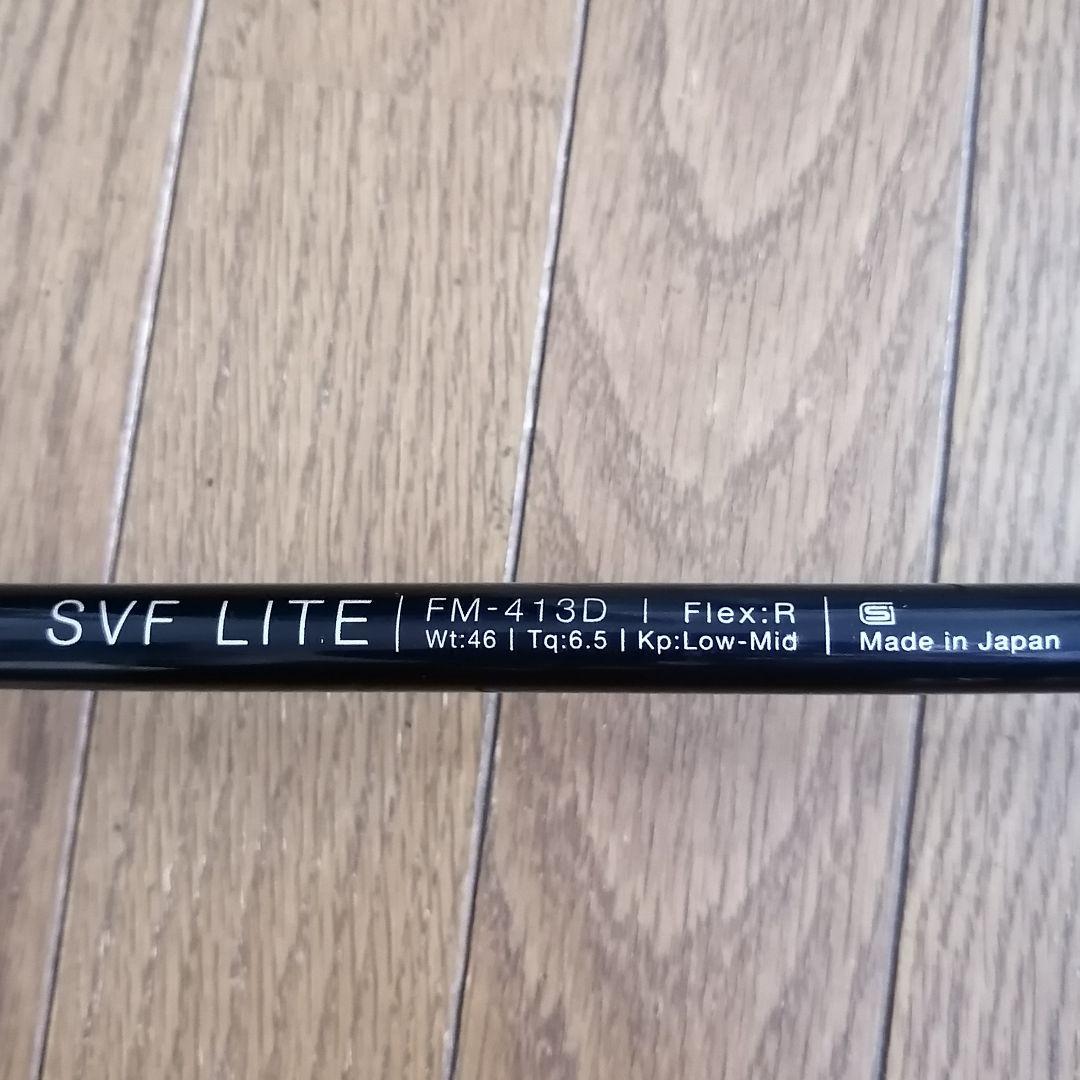 SVF LITE | FM-413D | Flex:R |
Wt:46 | Tq:6.5 | Kp:Low-Mid
Made in Japan